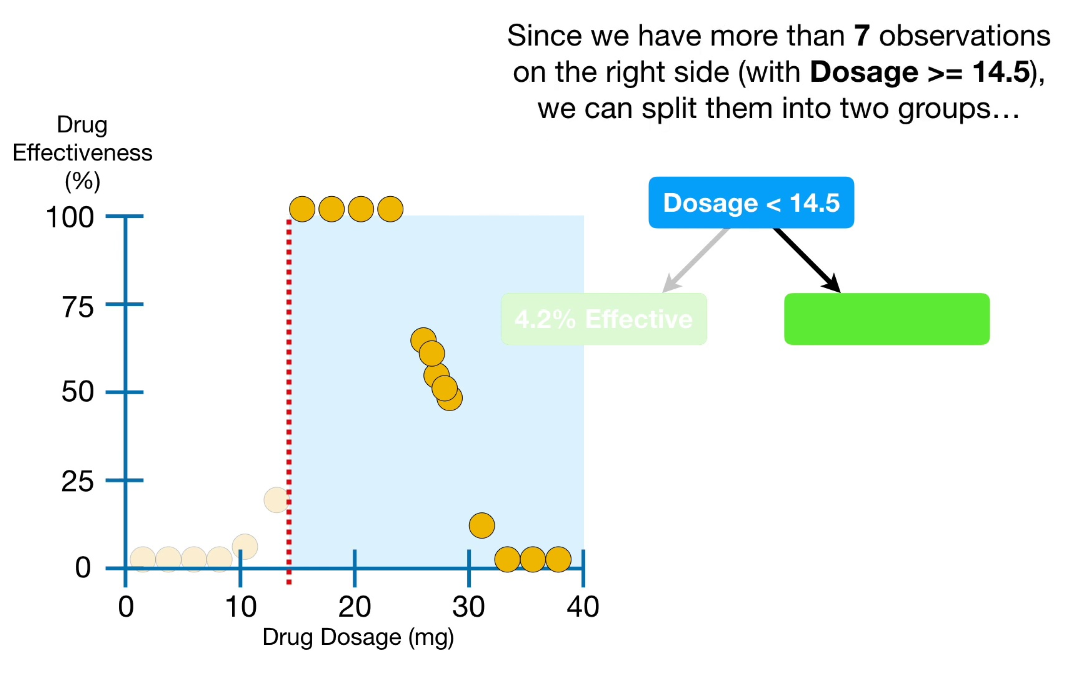 Since we have more than 7 observations
on the right side (with Dosage >= 14.5),
we can split them into two groups…
Drug
Effectiveness
(%)
100
75
50
25
0
0
10
20
30
40
Drug Dosage (mg)
Dosage < 14.5
4.2% Effective